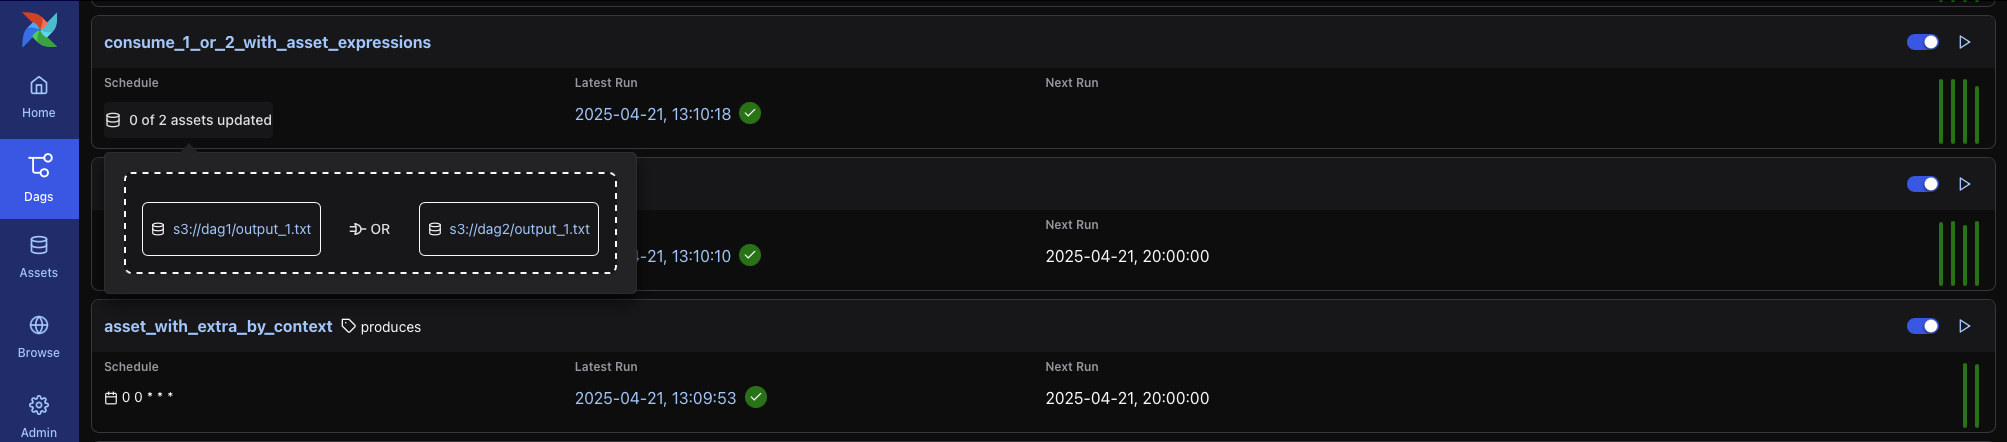 Home
Dags
Assets
Browse
Admin
consume_1_or_2_with_asset_expressions
Schedule
Latest Run
Next Run
0 of 2 assets updated
2025-04-21, 13:10:18
s3://dag1/output_1.txt
OR
s3://dag2/output_1.txt
Next Run
-21, 13:10:10
2025-04-21, 20:00:00
asset_with_extra_by_context
produces
Schedule
Latest Run
Next Run
0 0 * * *
2025-04-21, 13:09:53
2025-04-21, 20:00:00